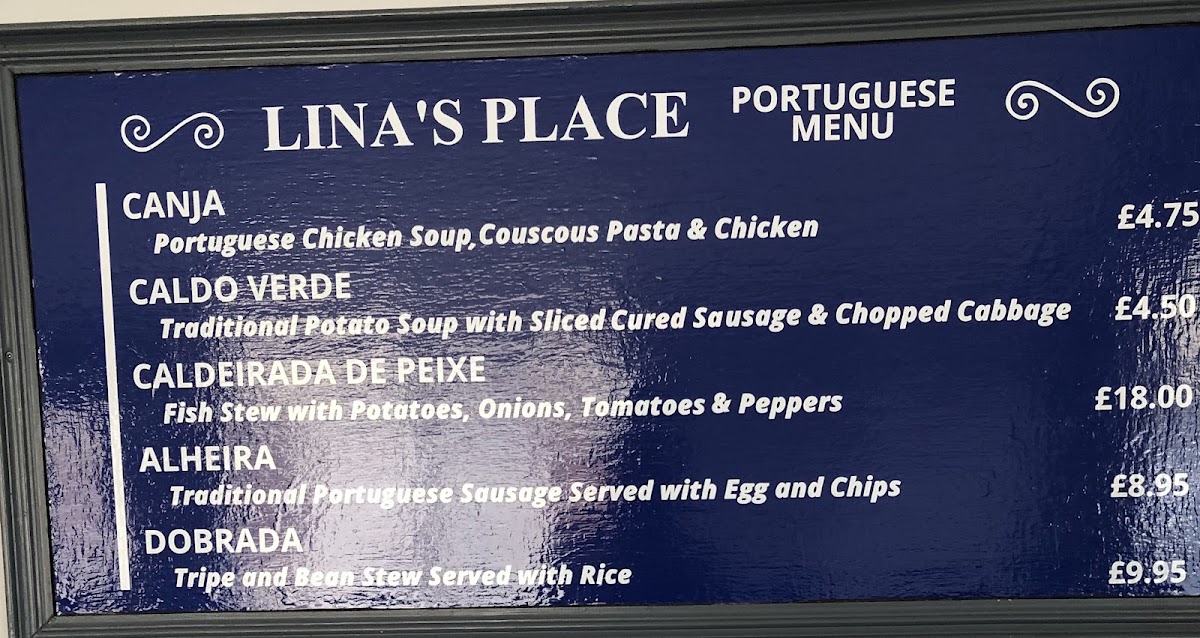 LINA'S PLACE
PORTUGUESE
MENU
CANJA
Portuguese Chicken Soup,Couscous Pasta & Chicken £4.75
CALDO VERDE
Traditional Potato Soup with Sliced Cured Sausage & Chopped Cabbage £4.50
CALDEIRADA DE PEIXE
Fish Stew with Potatoes, Onions, Tomatoes & Peppers £18.00
ALHEIRA
Traditional Portuguese Sausage Served with Egg and Chips £8.95
DOBRADA
Tripe and Bean Stew Served with Rice £9.95